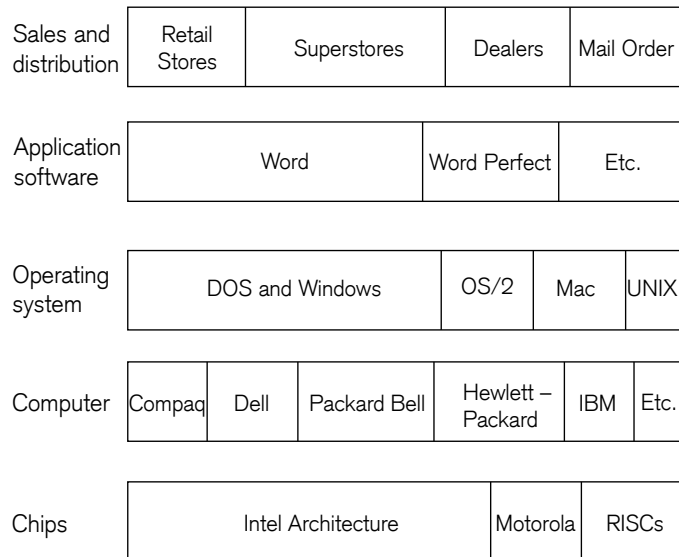 Sales and
distribution
Retail
Stores
Superstores
Dealers
Mail Order
Application
software
Word
Word Perfect
Etc.
Operating
system
DOS and Windows
OS/2
Mac
UNIX
Computer
Compaq
Dell
Packard Bell
Hewlett –
Packard
IBM
Etc.
Chips
Intel Architecture
Motorola
RISCs